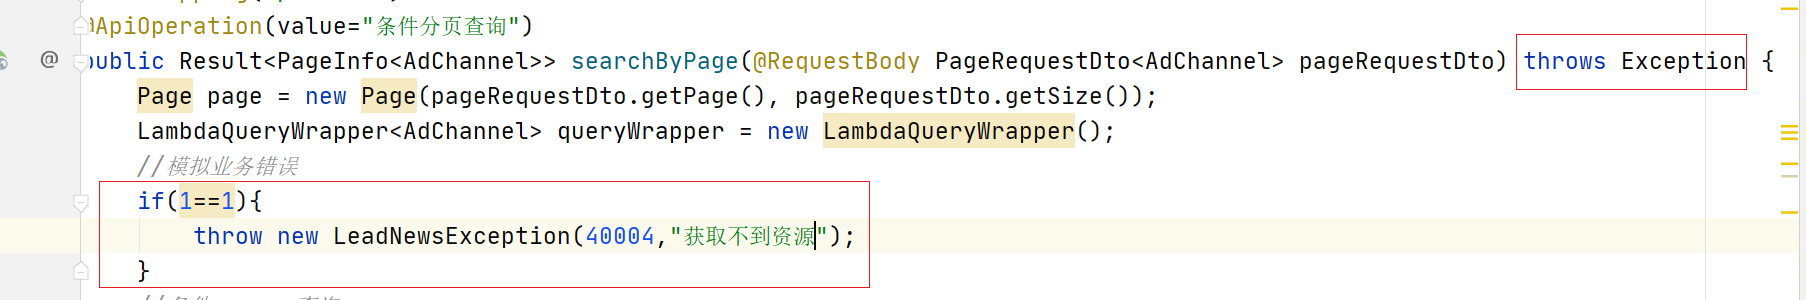 @ApiOperation(value="条件分页查询")
@ public Result<PageInfo<AdChannel>> searchByPage(@RequestBody PageRequestDto<AdChannel> pageRequestDto) throws Exception {
Page page = new Page(pageRequestDto.getPage(), pageRequestDto.getSize());
LambdaQueryWrapper<AdChannel> queryWrapper = new LambdaQueryWrapper();
//模拟业务错误
if(1==1){
throw new LeadNewsException(40004,"获取不到资源");
}